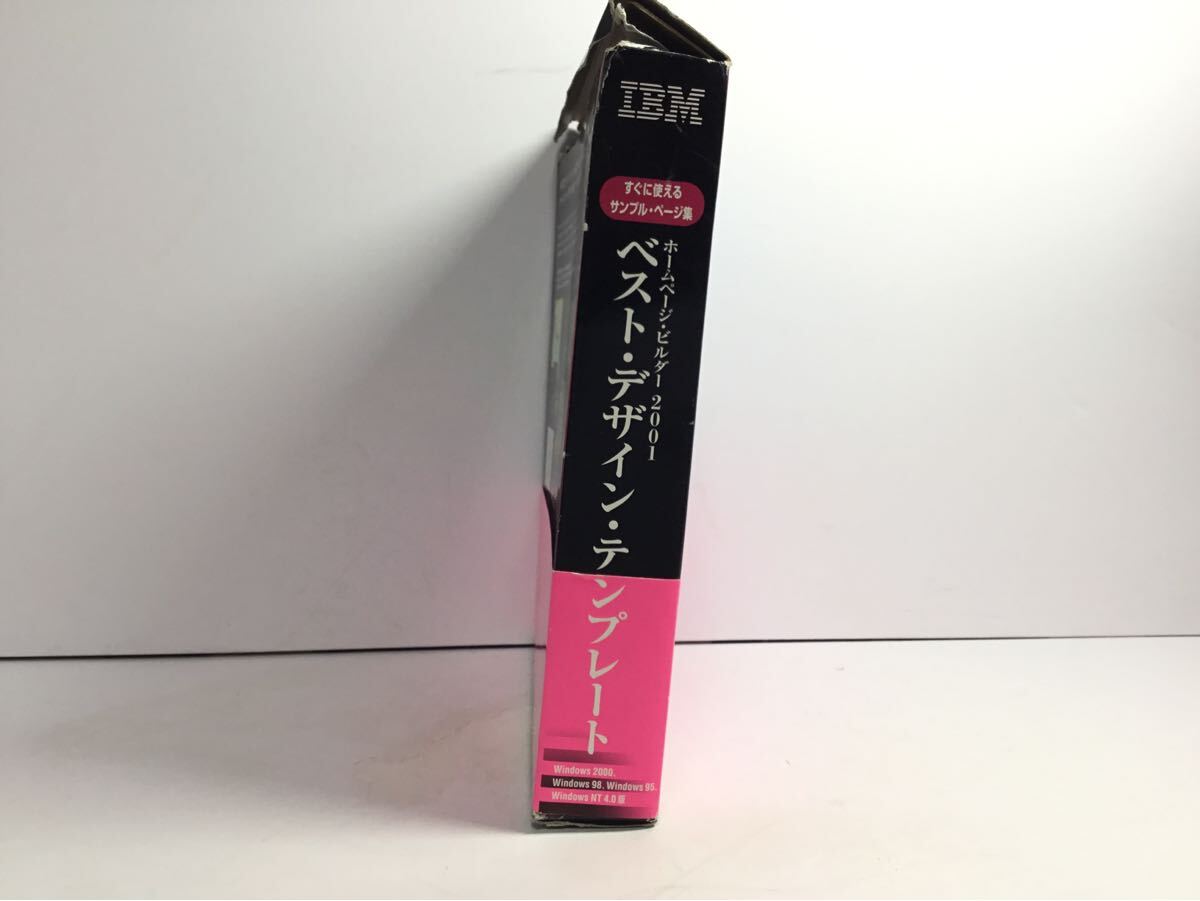 IBM
すぐに使える
サンプル・ページ集
ホームページ・ビルダー 2001
ベスト・デザイン・テンプレート
Windows 2000,
Windows 98, Windows 95,
Windows NT 4.0 版